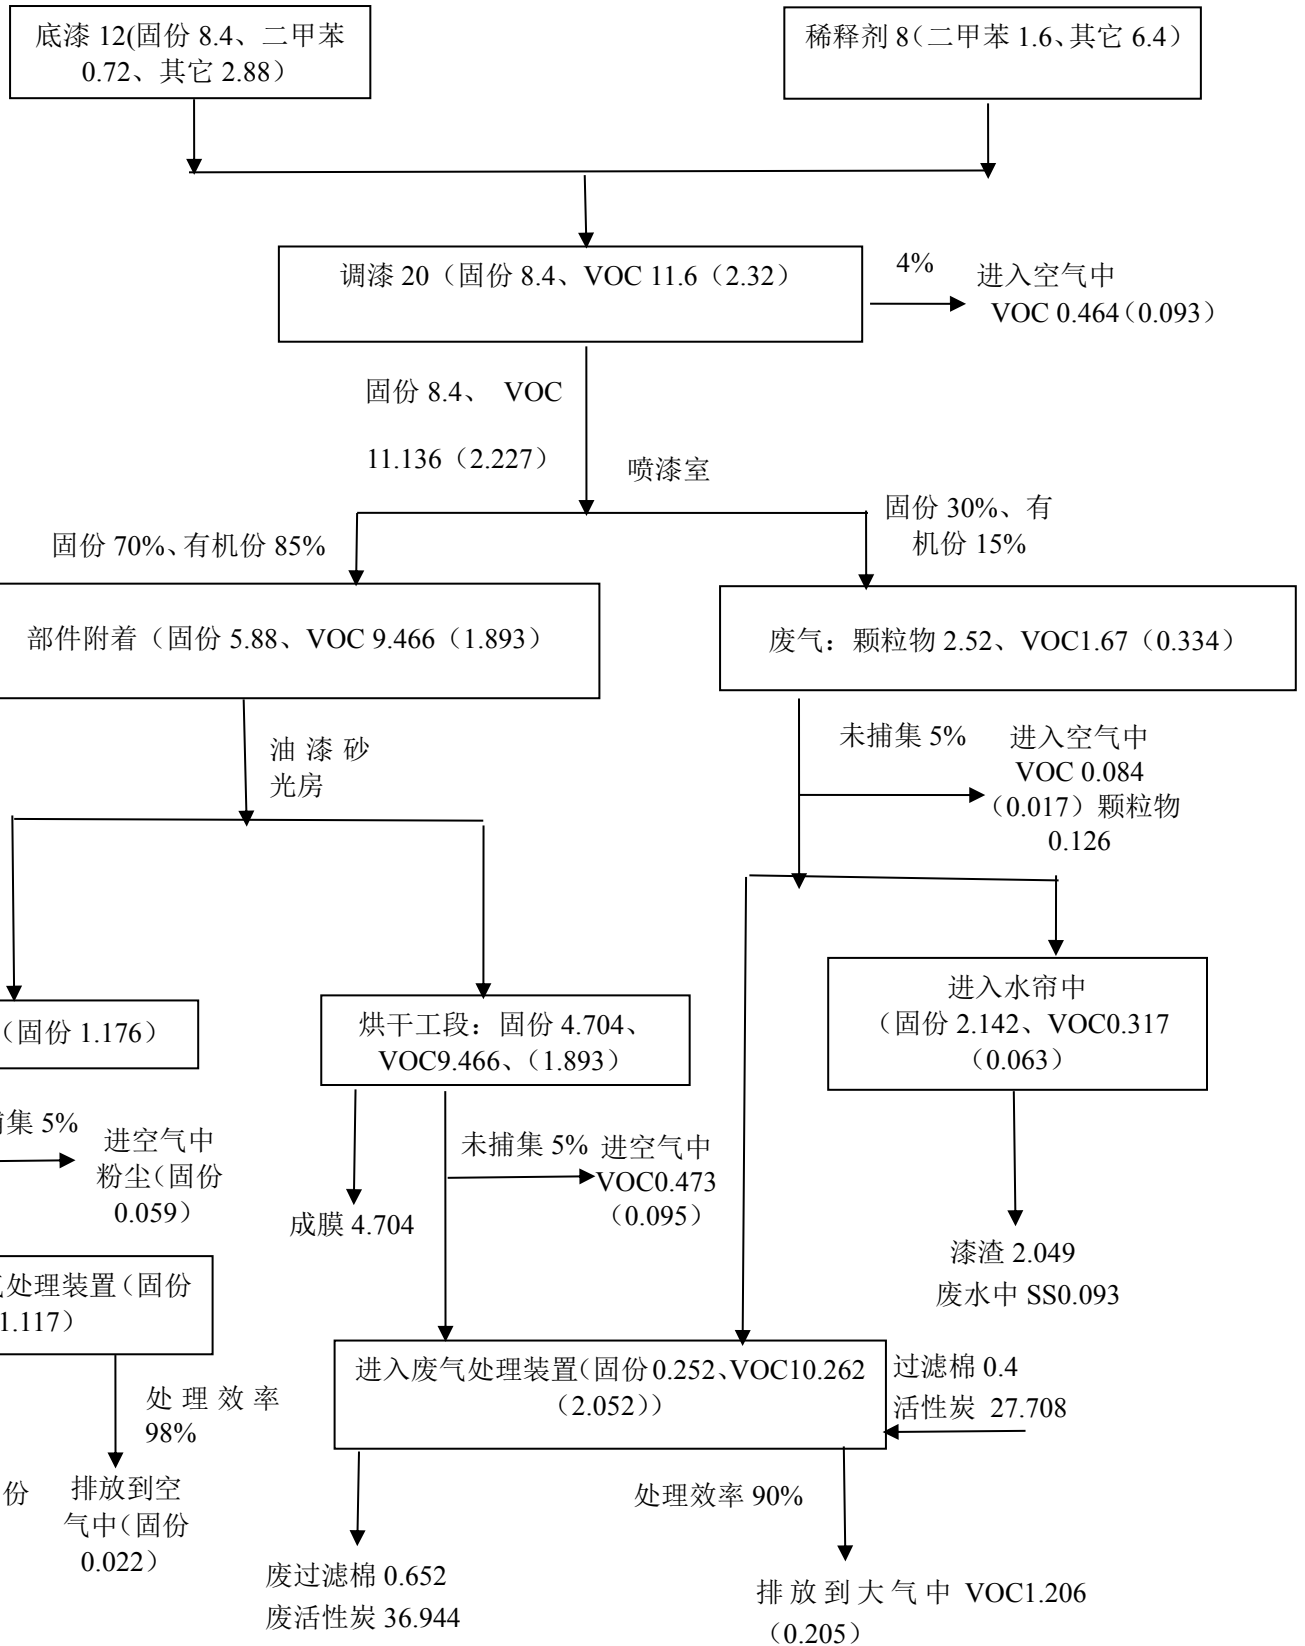 底漆 12(固份 8.4、二甲苯
0.72、其它 2.88）
稀释剂 8（二甲苯 1.6、其它 6.4）
调漆 20（固份 8.4、VOC 11.6（2.32）
4%
进入空气中
VOC 0.464（0.093）
固份 8.4、 VOC
11.136（2.227）
喷漆室
固份 70%、有机份 85%
固份 30%、有
机份 15%
部件附着（固份 5.88、VOC 9.466（1.893）
废气：颗粒物 2.52、VOC1.67（0.334）
油 漆 砂
光房
未捕集 5%
进入空气中
VOC 0.084
（0.017）颗粒物
0.126
（固份 1.176）
烘干工段：固份 4.704、
VOC9.466、（1.893）
进入水帘中
（固份 2.142、VOC0.317
（0.063）
集 5%
进空气中
粉尘（固份
0.059）
未捕集 5%
进空气中
VOC0.473
（0.095）
成膜 4.704
漆渣 2.049
废水中 SS0.093
处理装置（固份
1.117）
进入废气处理装置（固份 0.252、VOC10.262
（2.052））
过滤棉 0.4
活性炭 27.708
处 理 效 率
98%
份
排放到空
气中（固份
0.022）
处理效率 90%
废过滤棉 0.652
废活性炭 36.944
排 放 到 大 气 中 VOC1.206
（0.205）